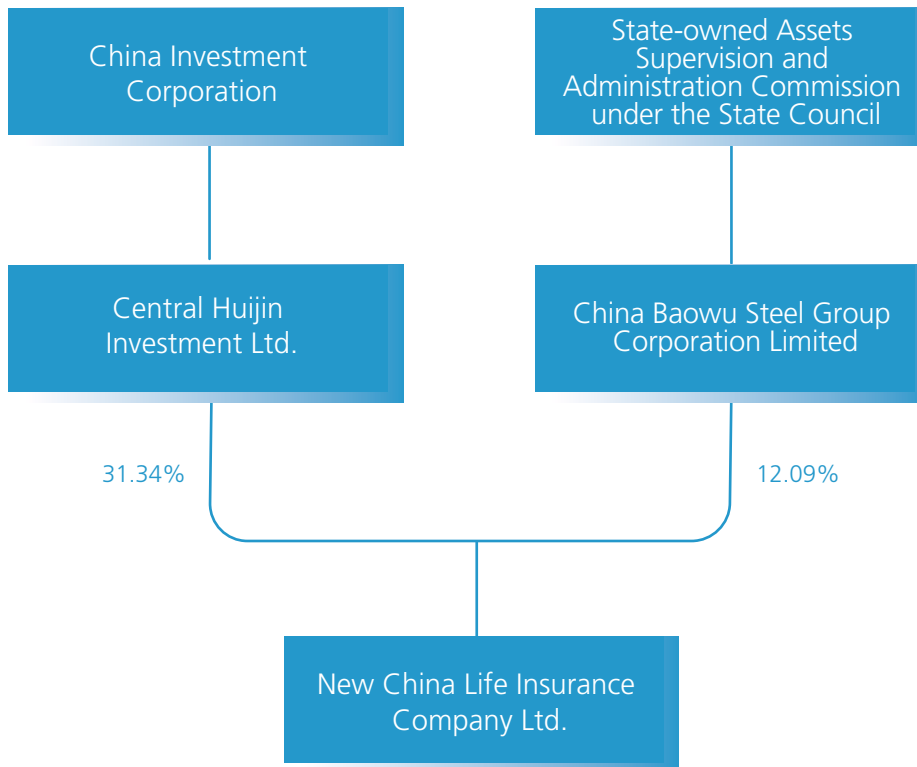 China Investment
Corporation
State-owned Assets
Supervision and
Administration Commission
under the State Council
Central Huijin
Investment Ltd.
China Baowu Steel Group
Corporation Limited
31.34%
12.09%
New China Life Insurance
Company Ltd.